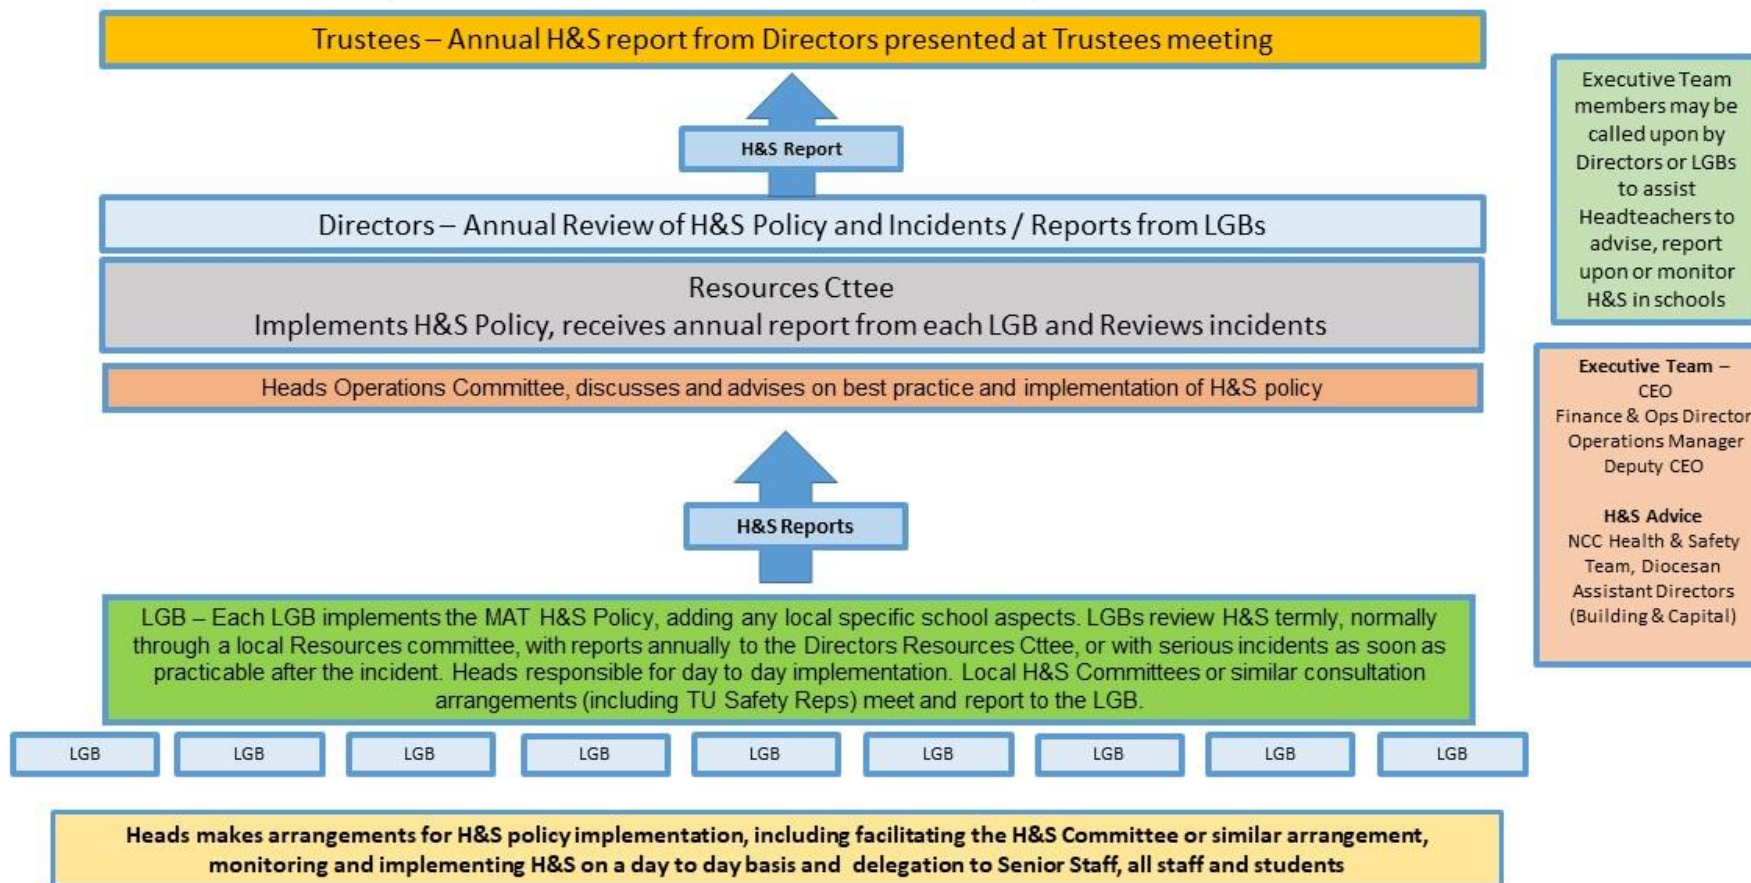 Trustees – Annual H&S report from Directors presented at Trustees meeting
H&S Report
Directors – Annual Review of H&S Policy and Incidents / Reports from LGBs
Resources Cttee
Implements H&S Policy, receives annual report from each LGB and Reviews incidents
Heads Operations Committee, discusses and advises on best practice and implementation of H&S policy
H&S Reports
LGB – Each LGB implements the MAT H&S Policy, adding any local specific school aspects. LGBs review H&S termly, normally
through a local Resources committee, with reports annually to the Directors Resources Cttee, or with serious incidents as soon as
practicable after the incident. Heads responsible for day to day implementation. Local H&S Committees or similar consultation
arrangements (including TU Safety Reps) meet and report to the LGB.
LGB LGB LGB LGB LGB LGB LGB LGB LGB
Heads makes arrangements for H&S policy implementation, including facilitating the H&S Committee or similar arrangement,
monitoring and implementing H&S on a day to day basis and delegation to Senior Staff, all staff and students
Executive Team
members may be
called upon by
Directors or LGBs
to assist
Headteachers to
advise, report
upon or monitor
H&S in schools
Executive Team –
CEO
Finance & Ops Director
Operations Manager
Deputy CEO
H&S Advice
NCC Health & Safety
Team, Diocesan
Assistant Directors
(Building & Capital)